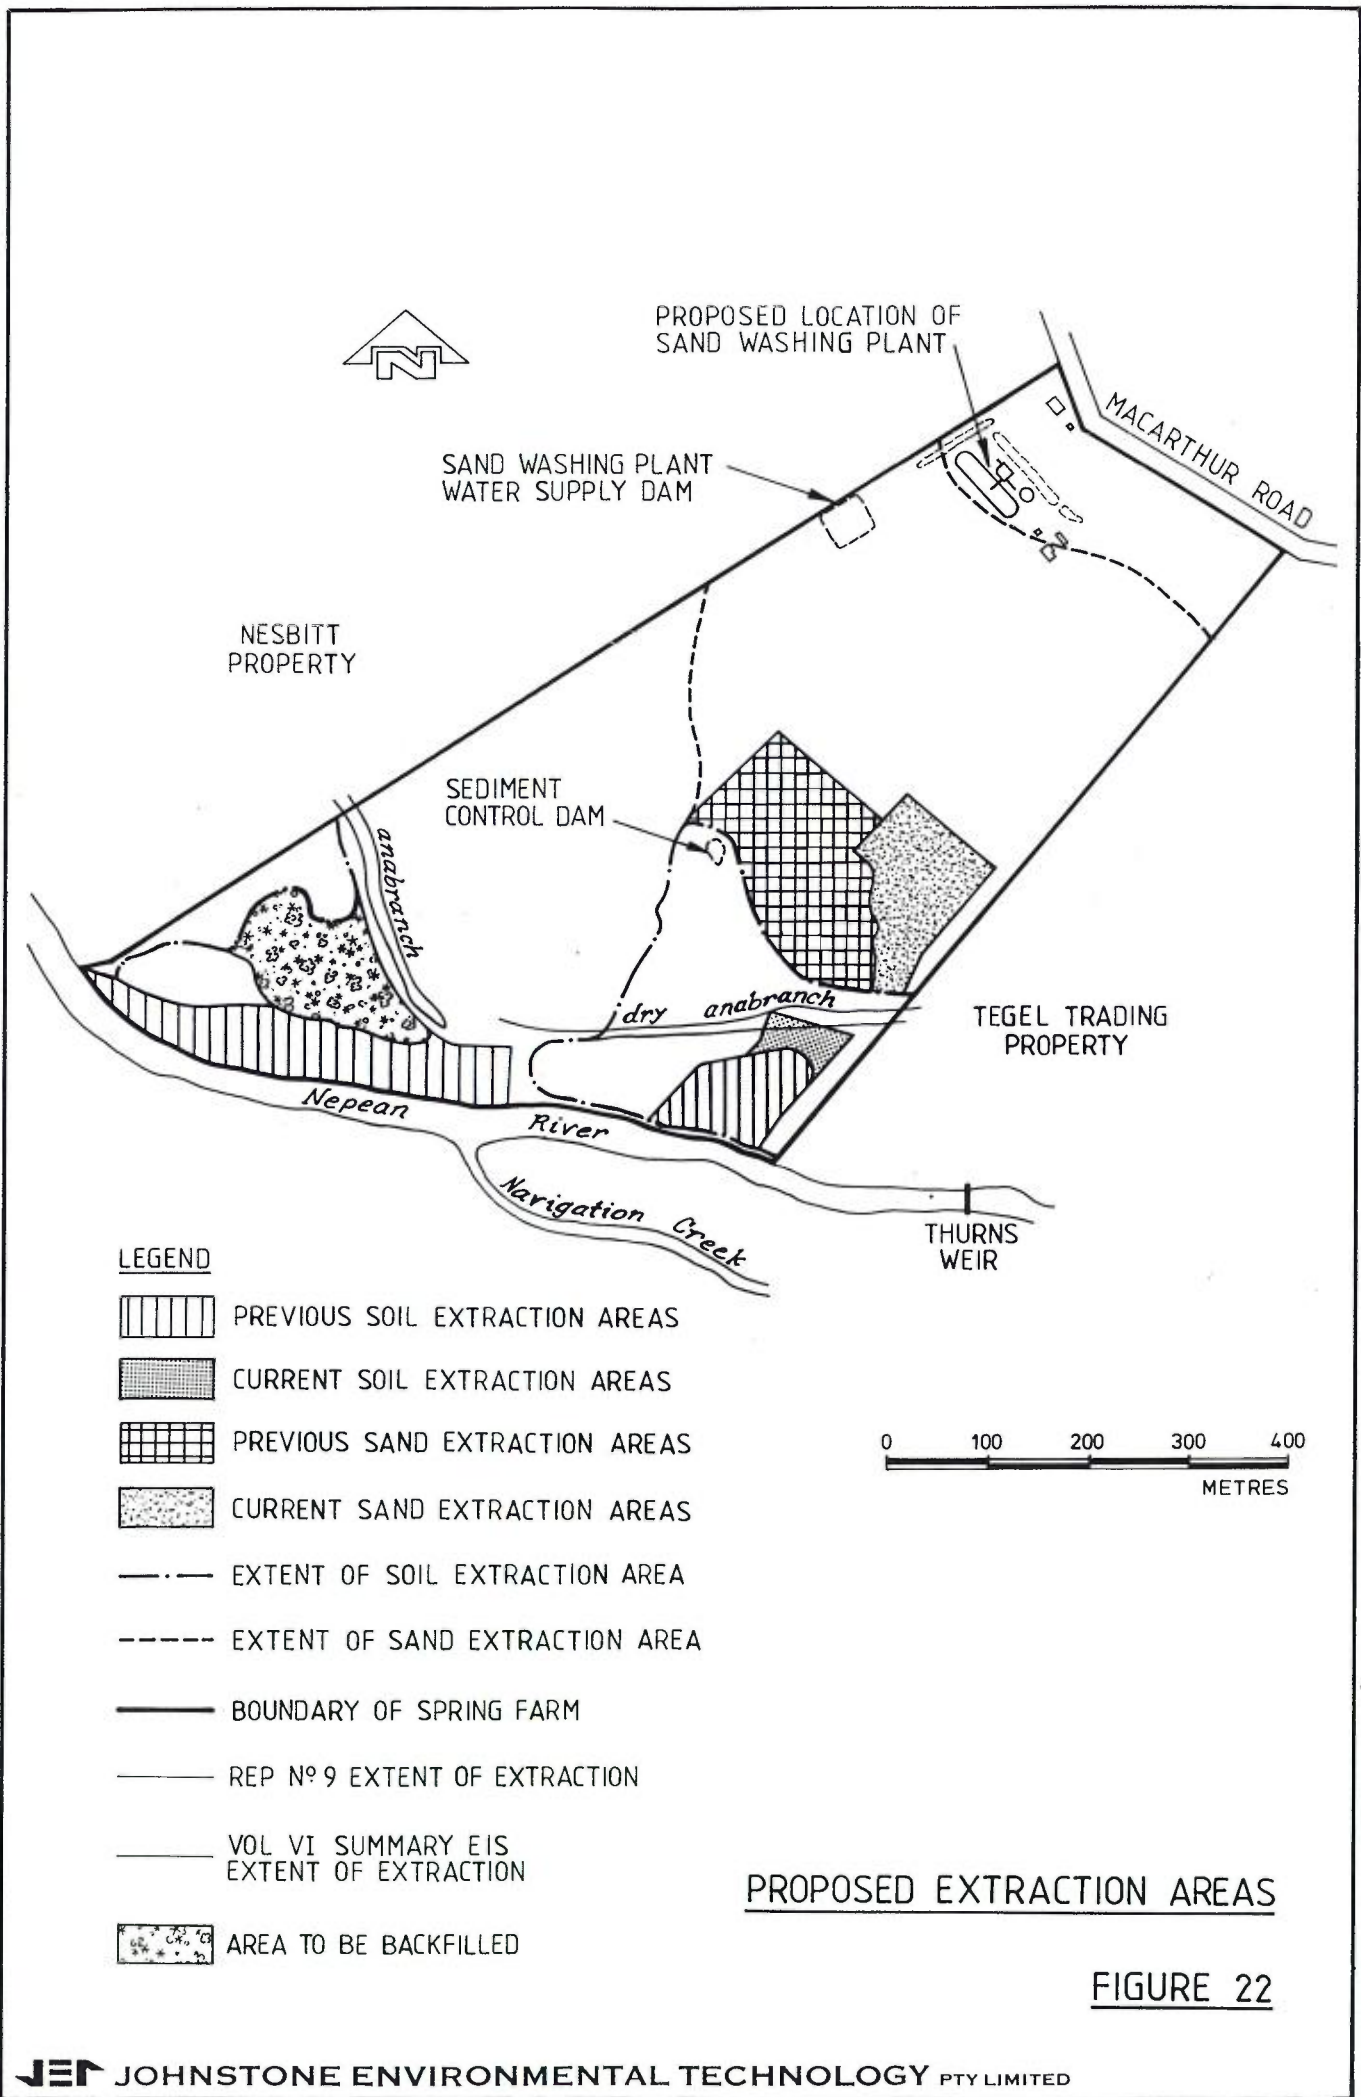 PROPOSED LOCATION OF
SAND WASHING PLANT
N
MACARTHUR ROAD
SAND WASHING PLANT
WATER SUPPLY DAM
NESBITT
PROPERTY
SEDIMENT
CONTROL DAM
anabranch
dry anabranch
TEGEL TRADING
PROPERTY
Nepean River
Navigation Creek
THURNS
WEIR
LEGEND
PREVIOUS SOIL EXTRACTION AREAS
CURRENT SOIL EXTRACTION AREAS
PREVIOUS SAND EXTRACTION AREAS
CURRENT SAND EXTRACTION AREAS
EXTENT OF SOIL EXTRACTION AREA
EXTENT OF SAND EXTRACTION AREA
BOUNDARY OF SPRING FARM
REP Nº 9 EXTENT OF EXTRACTION
VOL VI SUMMARY EIS
EXTENT OF EXTRACTION
AREA TO BE BACKFILLED
0 100 200 300 400
METRES
PROPOSED EXTRACTION AREAS
FIGURE 22
JET JOHNSTONE ENVIRONMENTAL TECHNOLOGY PTY LIMITED